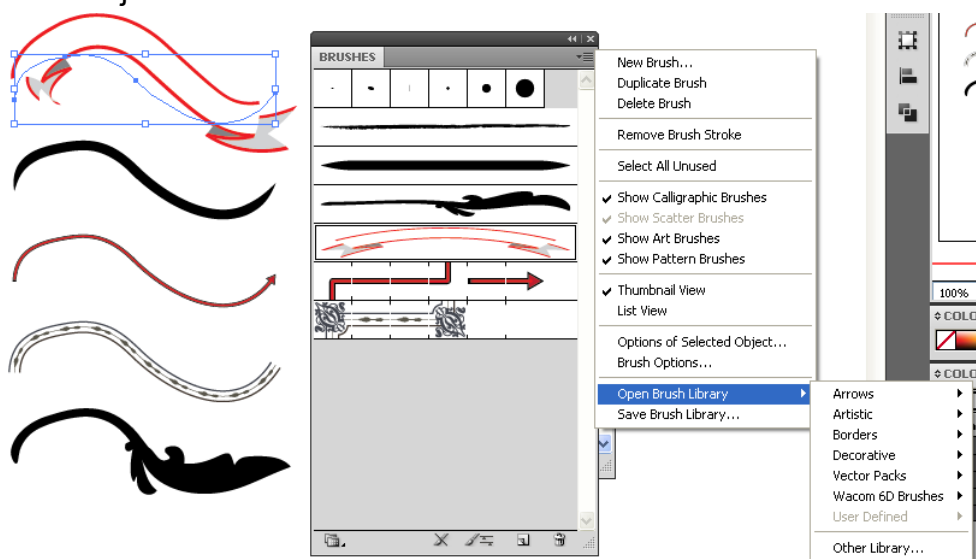 BRUSHES
New Brush...
Duplicate Brush
Delete Brush
Remove Brush Stroke
Select All Unused
Show Calligraphic Brushes
Show Scatter Brushes
Show Art Brushes
Show Pattern Brushes
Thumbnail View
List View
Options of Selected Object...
Brush Options...
Open Brush Library
Save Brush Library...
Arrows
Artistic
Borders
Decorative
Vector Packs
Wacom 6D Brushes
User Defined
Other Library...
100%
COLO
COLO